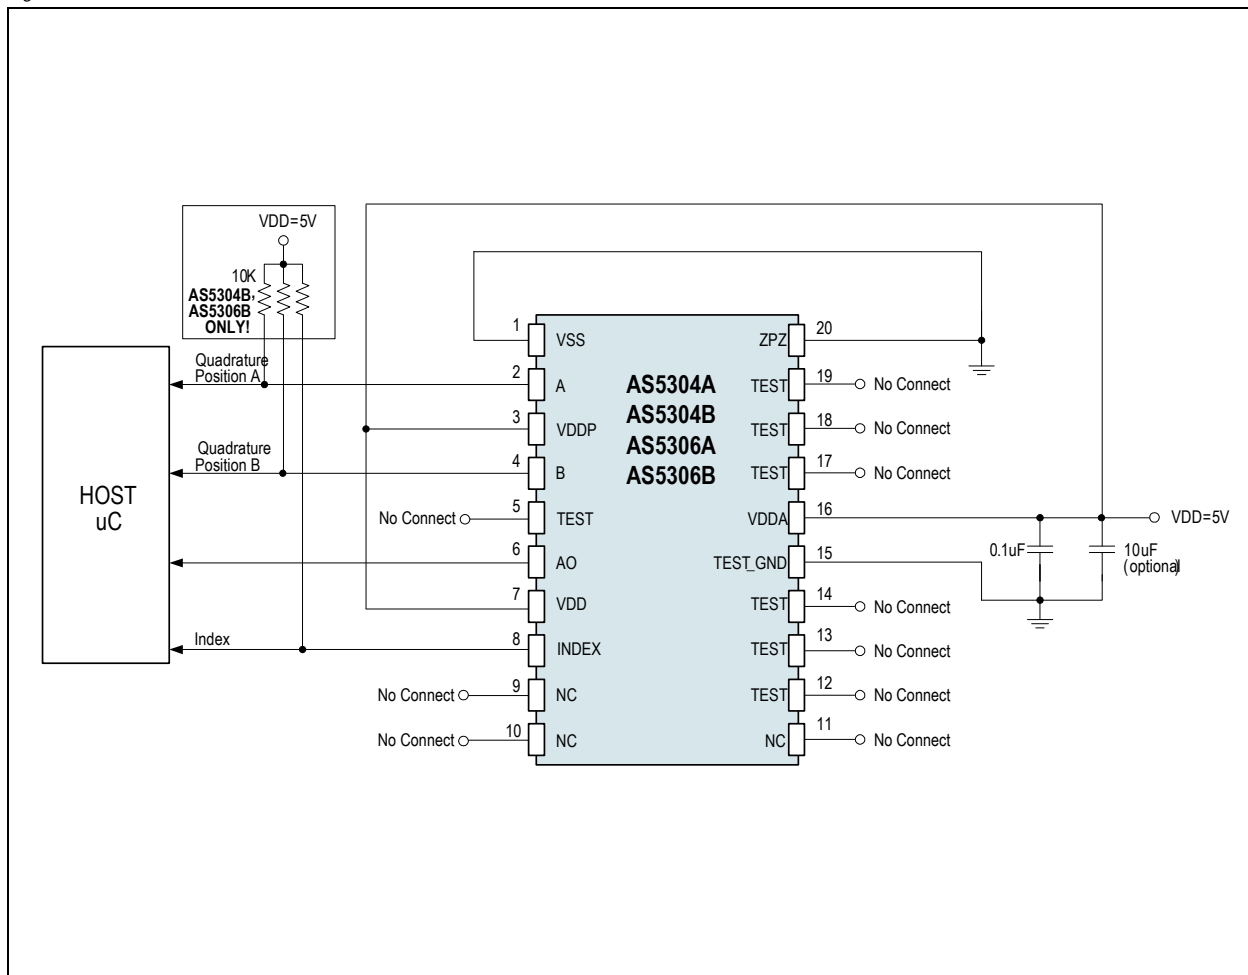 VDD=5V
10K
AS5304B,
AS5306B
ONLY!
HOST
uC
Quadrature
Position A
Quadrature
Position B
Index
No Connect
No Connect
No Connect
1
2
3
4
5
6
7
8
9
10
VSS
A
VDDP
B
TEST
AO
VDD
INDEX
NC
NC
AS5304A
AS5304B
AS5306A
AS5306B
ZPZ
TEST
TEST
TEST
VDDA
TEST_GND
TEST
TEST
TEST
NC
20
19
18
17
16
15
14
13
12
11
No Connect
No Connect
No Connect
VDD=5V
0.1uF
10uF
(optional
No Connect
No Connect
No Connect
No Connect